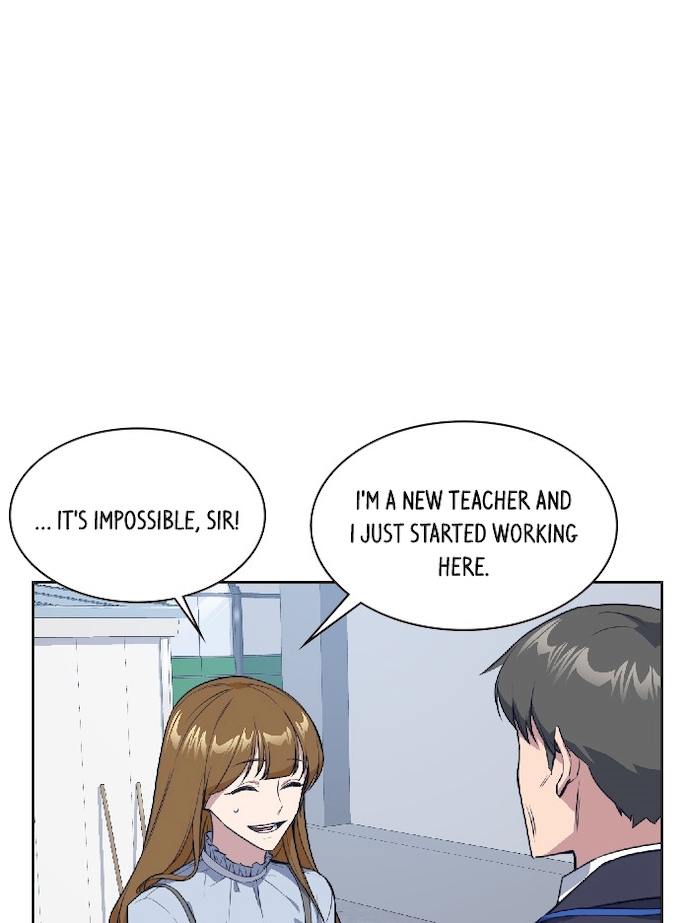 ... IT'S IMPOSSIBLE, SIR!
I'M A NEW TEACHER AND
I JUST STARTED WORKING
HERE.